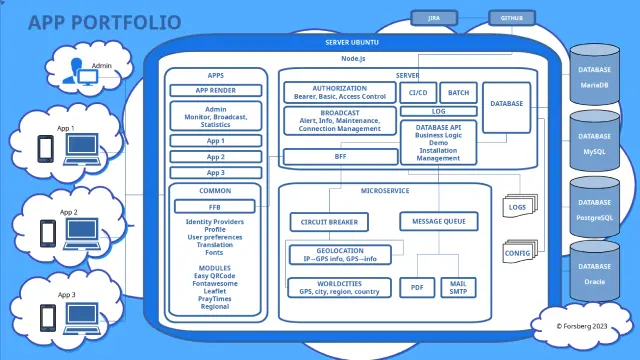 APP PORTFOLIO
JIRA
GITHUB
SERVER UBUNTU
Node.js
Admin
App 1
App 2
App 3
APPS
APP RENDER
Admin
Monitor, Broadcast,
Statistics
App 1
App 2
App 3
COMMON
FFB
Identity Providers
Profile
User preferences
Translation
Fonts
MODULES
Easy QRCode
Fontawesome
Leaflet
PrayTimes
Regional
SERVER
AUTHORIZATION
Bearer, Basic, Access Control
BROADCAST
Alert, Info, Maintenance,
Connection Management
BFF
CI/CD
BATCH
LOG
DATABASE API
Business Logic
Demo
Installation
Management
DATABASE
MICROSERVICE
CIRCUIT BREAKER
MESSAGE QUEUE
GEOLOCATION
IP→GPS info, GPS→info
WORLDCITIES
GPS, city, region, country
PDF
MAIL
SMTP
LOGS
CONFIG
DATABASE
MariaDB
DATABASE
MySQL
DATABASE
PostgreSQL
DATABASE
Oracle
© Forsberg 2023